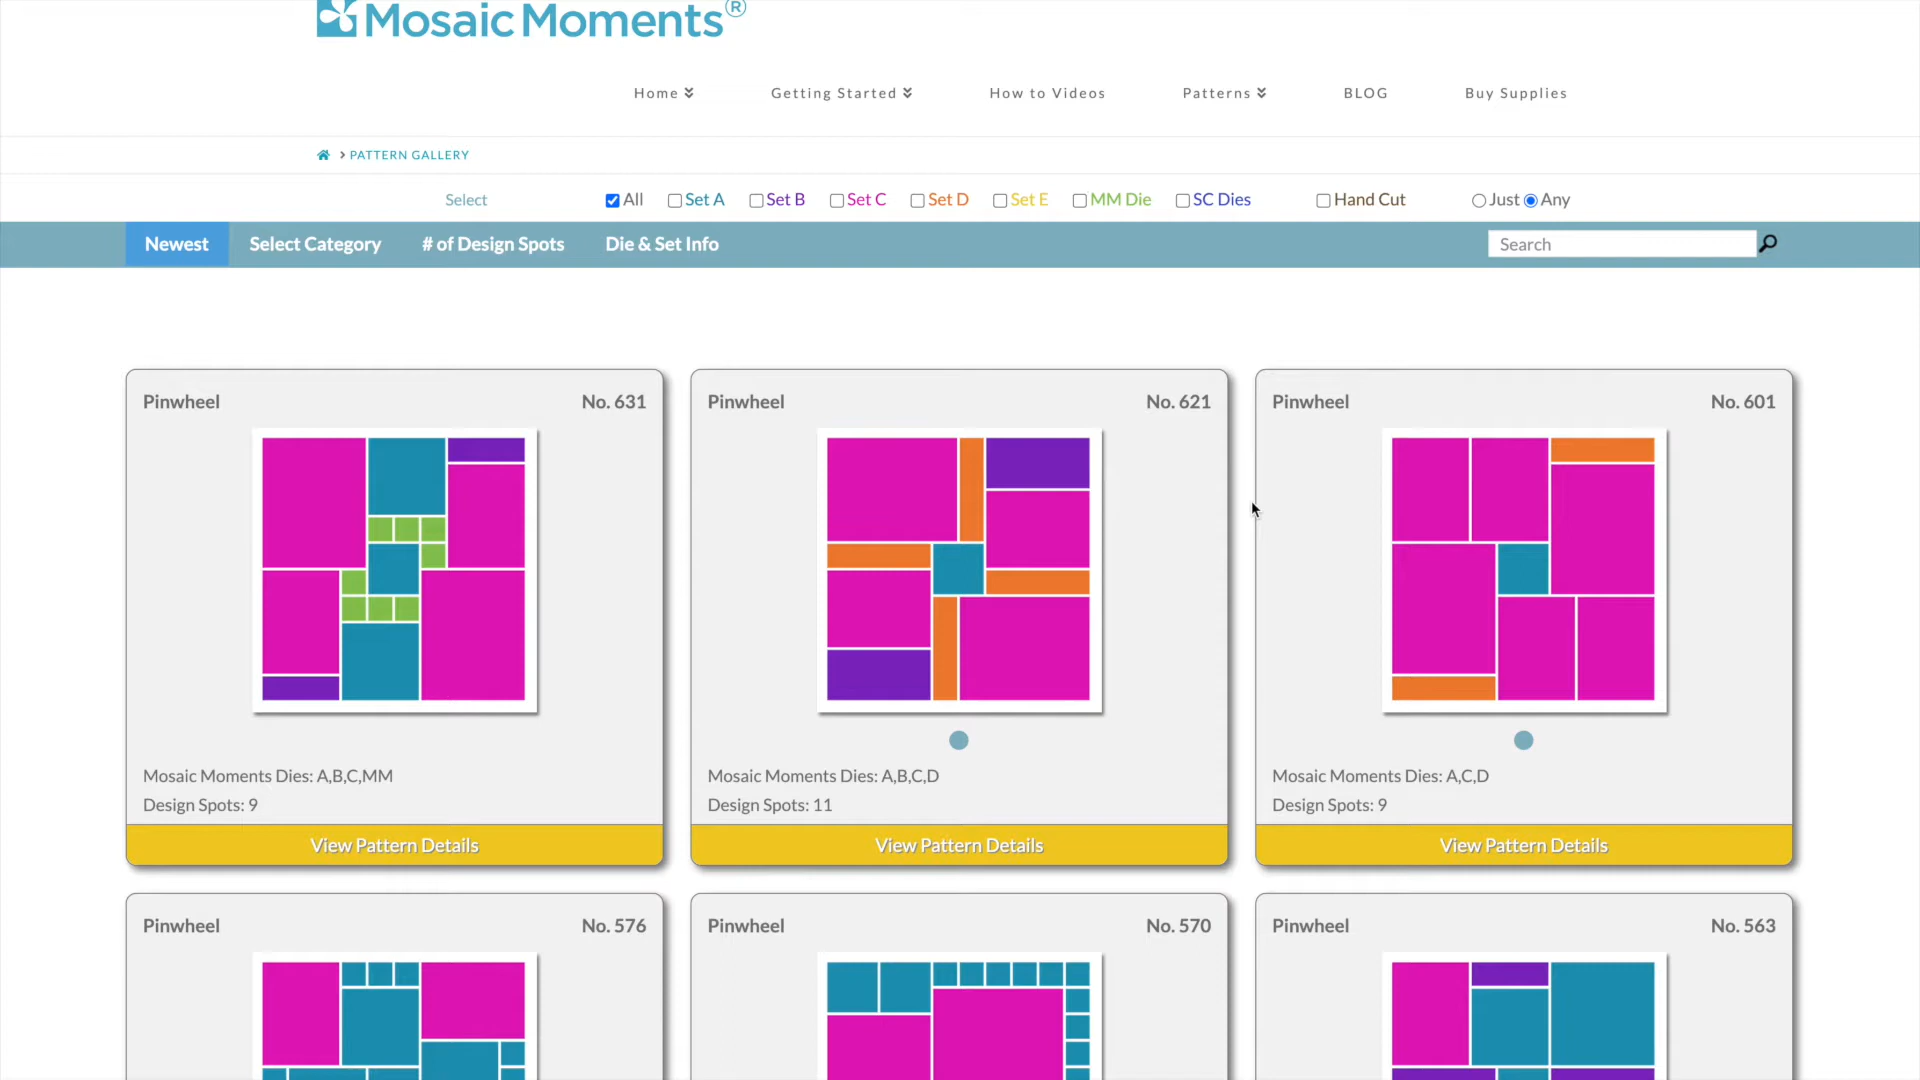 Mosaic Moments®
Home Getting Started How to Videos Patterns BLOG Buy Supplies
PATTERN GALLERY
Select All Set A Set B Set C Set D Set E MM Die SC Dies Hand Cut Just Any
Newest Select Category # of Design Spots Die & Set Info Search
Pinwheel No. 631
Mosaic Moments Dies: A,B,C,MM
Design Spots: 9
View Pattern Details
Pinwheel No. 621
Mosaic Moments Dies: A,B,C,D
Design Spots: 11
View Pattern Details
Pinwheel No. 601
Mosaic Moments Dies: A,C,D
Design Spots: 9
View Pattern Details
Pinwheel No. 576
Pinwheel No. 570
Pinwheel No. 563